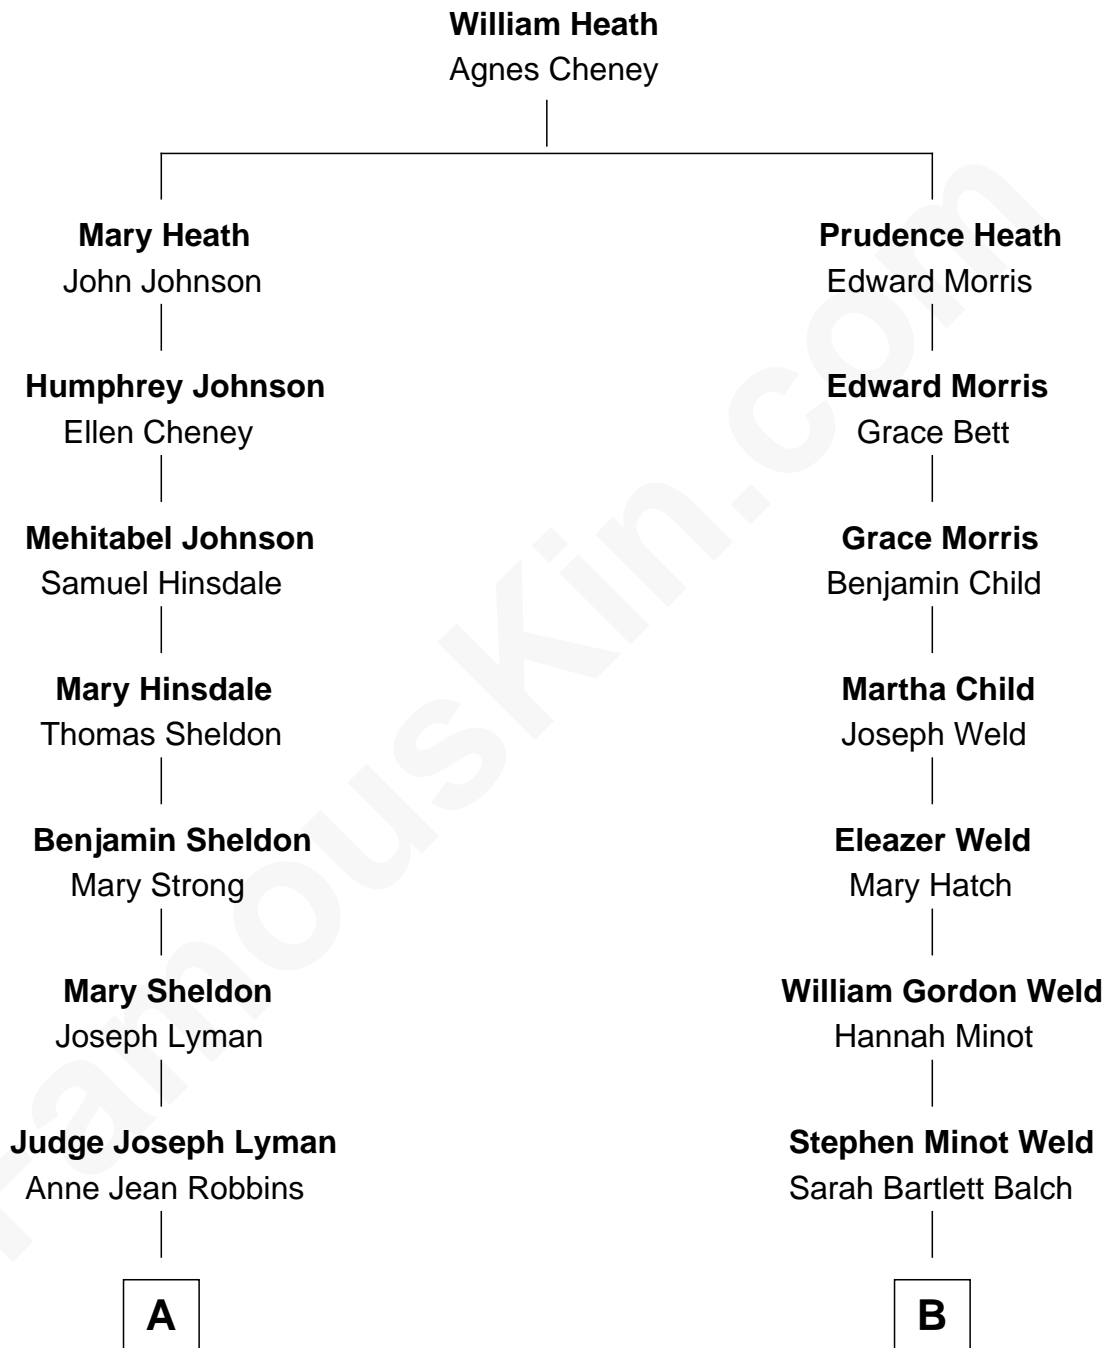 William Heath
Agnes Cheney
Mary Heath
John Johnson
Prudence Heath
Edward Morris
Humphrey Johnson
Ellen Cheney
Edward Morris
Grace Bett
Mehitabel Johnson
Samuel Hinsdale
Grace Morris
Benjamin Child
Mary Hinsdale
Thomas Sheldon
Martha Child
Joseph Weld
Benjamin Sheldon
Mary Strong
Eleazer Weld
Mary Hatch
Mary Sheldon
Joseph Lyman
William Gordon Weld
Hannah Minot
Judge Joseph Lyman
Anne Jean Robbins
Stephen Minot Weld
Sarah Bartlett Balch
A
B
FamousKin.com